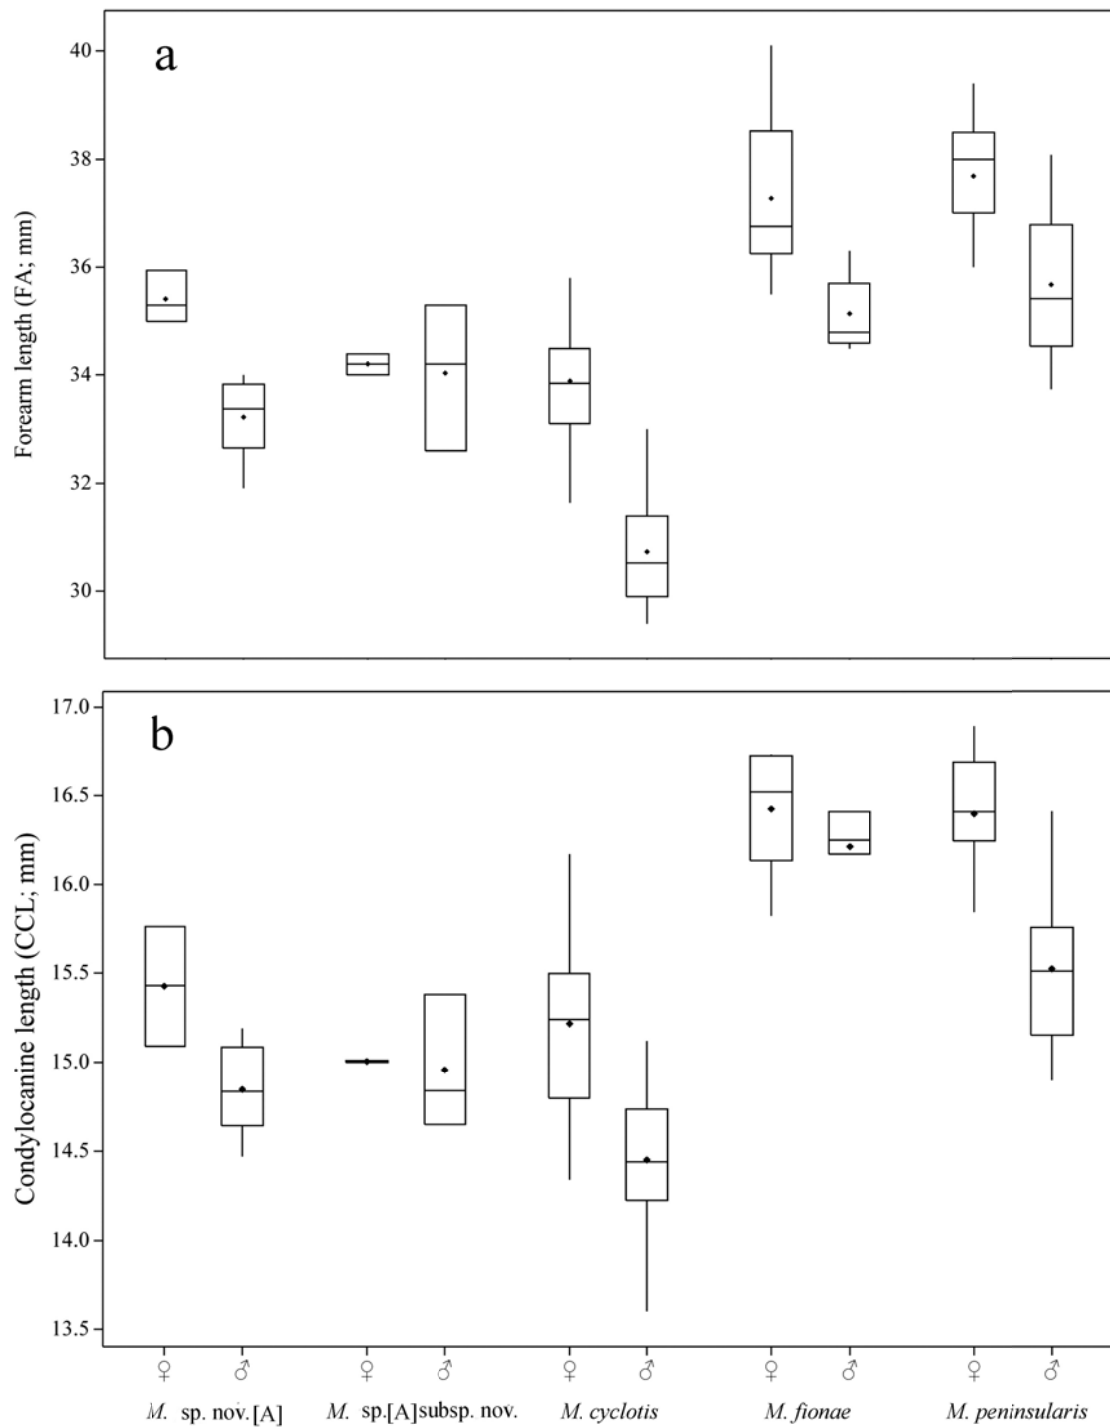 a
40
38
36
34
32
30
Forearm length (FA; mm)
b
17.0
16.5
16.0
15.5
15.0
14.5
14.0
13.5
Condylocanine length (CCL; mm)
♀ ♂ ♀ ♂ ♀ ♂ ♀ ♂ ♀ ♂
M. sp. nov.[A] M. sp.[A]subsp. nov. M. cyclotis M. fionae M. peninsularis